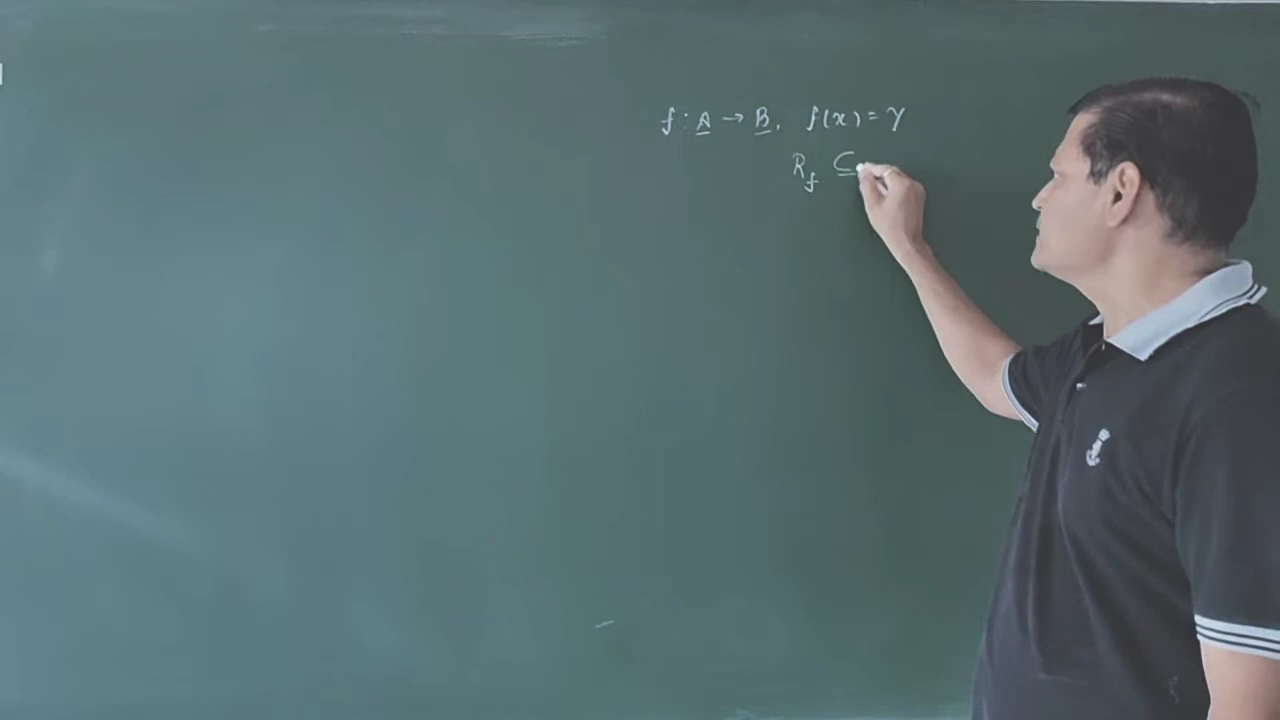 f: A → B, f(x) = y
R_f ⊆